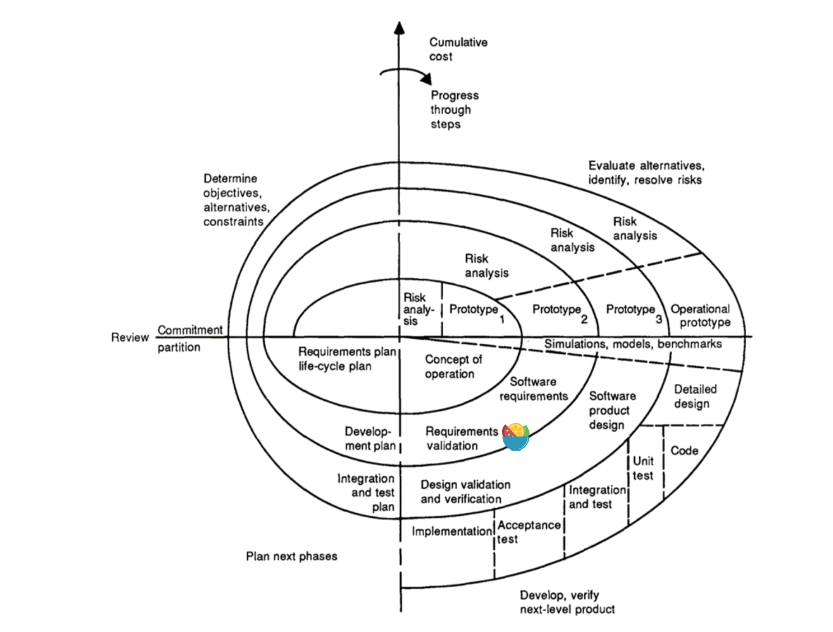 Cumulative
cost
Progress
through
steps
Evaluate alternatives,
identify, resolve risks
Determine
objectives,
alternatives,
constraints
Risk
analysis
Risk
analysis
Risk
analysis
Risk
analy-
sis
Prototype
1
Prototype
2
Prototype
3
Operational
prototype
Review
Commitment
partition
Simulations, models, benchmarks
Requirements plan
life-cycle plan
Concept of
operation
Software
requirements
Software
product
design
Detailed
design
Develop-
ment plan
Requirements
validation
Code
Unit
test
Integration
and test
plan
Design validation
and verification
Integration
and test
Implementation
Acceptance
test
Plan next phases
Develop, verify
next-level product